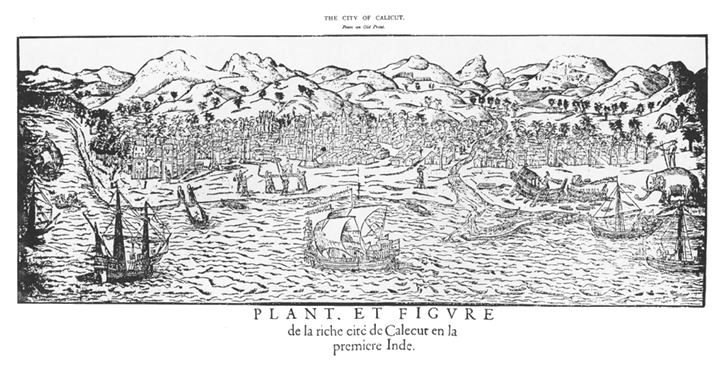 THE CITY OF CALICUT.
From an Old Print.
PLANT, ET FIGVRE
de la riche cité de Calecut en la
premiere Inde.